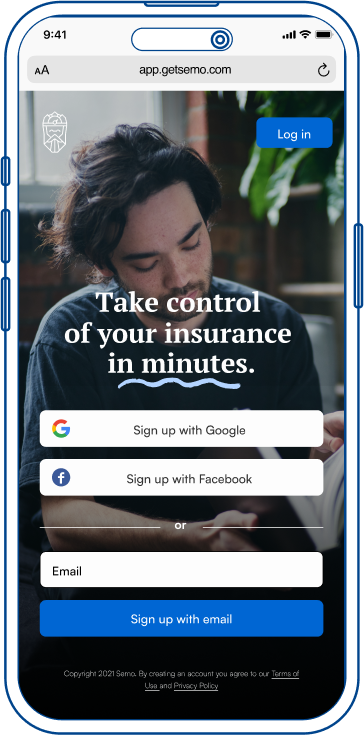 9:41
AA
app.getsemo.com
Log in
Take control
of your insurance
in minutes.
Sign up with Google
Sign up with Facebook
or
Email
Sign up with email
Copyright 2021 Semo. By creating an account you agree to our Terms of
Use and Privacy Policy